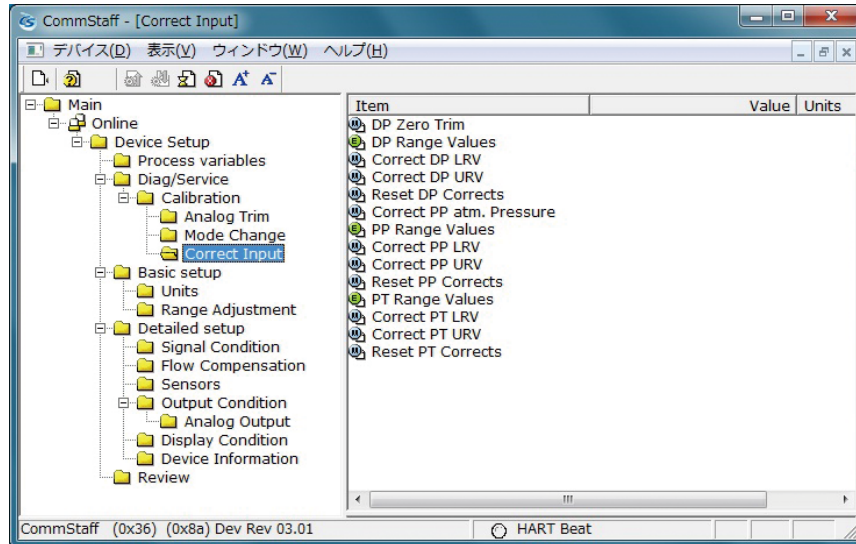 CommStaff - [Correct Input]
デバイス(D) 表示(V) ウィンドウ(W) ヘルプ(H)
Main
Online
Device Setup
Process variables
Diag/Service
Calibration
Analog Trim
Mode Change
Correct Input
Basic setup
Units
Range Adjustment
Detailed setup
Signal Condition
Flow Compensation
Sensors
Output Condition
Analog Output
Display Condition
Device Information
Review
Item Value Units
DP Zero Trim
DP Range Values
Correct DP LRV
Correct DP URV
Reset DP Corrects
Correct PP atm. Pressure
PP Range Values
Correct PP LRV
Correct PP URV
Reset PP Corrects
PT Range Values
Correct PT LRV
Correct PT URV
Reset PT Corrects
CommStaff (0x36) (0x8a) Dev Rev 03.01
HART Beat